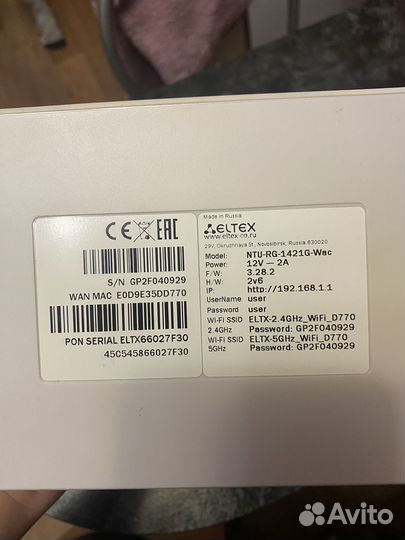 CE EAC
S/N GP2F040929
WAN MAC E0D9E35DD770
PON SERIAL ELTX66027F30
454C545866027F30
Made in Russia
ELTEX
www.eltex-co.ru
29V, Okruzhnaya St., Novosibirsk, Russia 630020
Model: NTU-RG-1421G-Wac
Power: 12V — 2A
F/W: 3.28.2
H/W: 2v6
IP: http://192.168.1.1
UserName user
Password user
Wi-Fi SSID ELTX-2.4GHz_WiFi_D770
2.4GHz Password: GP2F040929
Wi-Fi SSID ELTX-5GHz_WiFi_D770
5GHz Password: GP2F040929
Avito